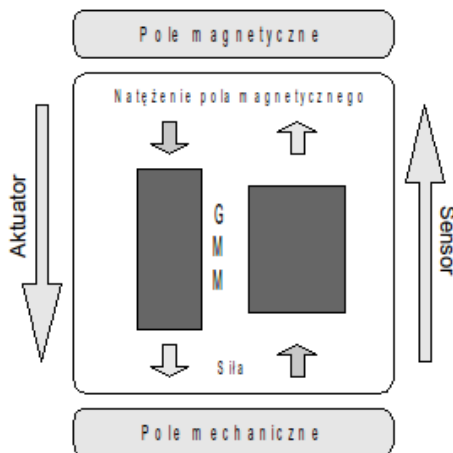 Pole magnetyczne
Natężenie pola magnetycznego
Aktuator
G
M
M
Sensor
Siła
Pole mechaniczne